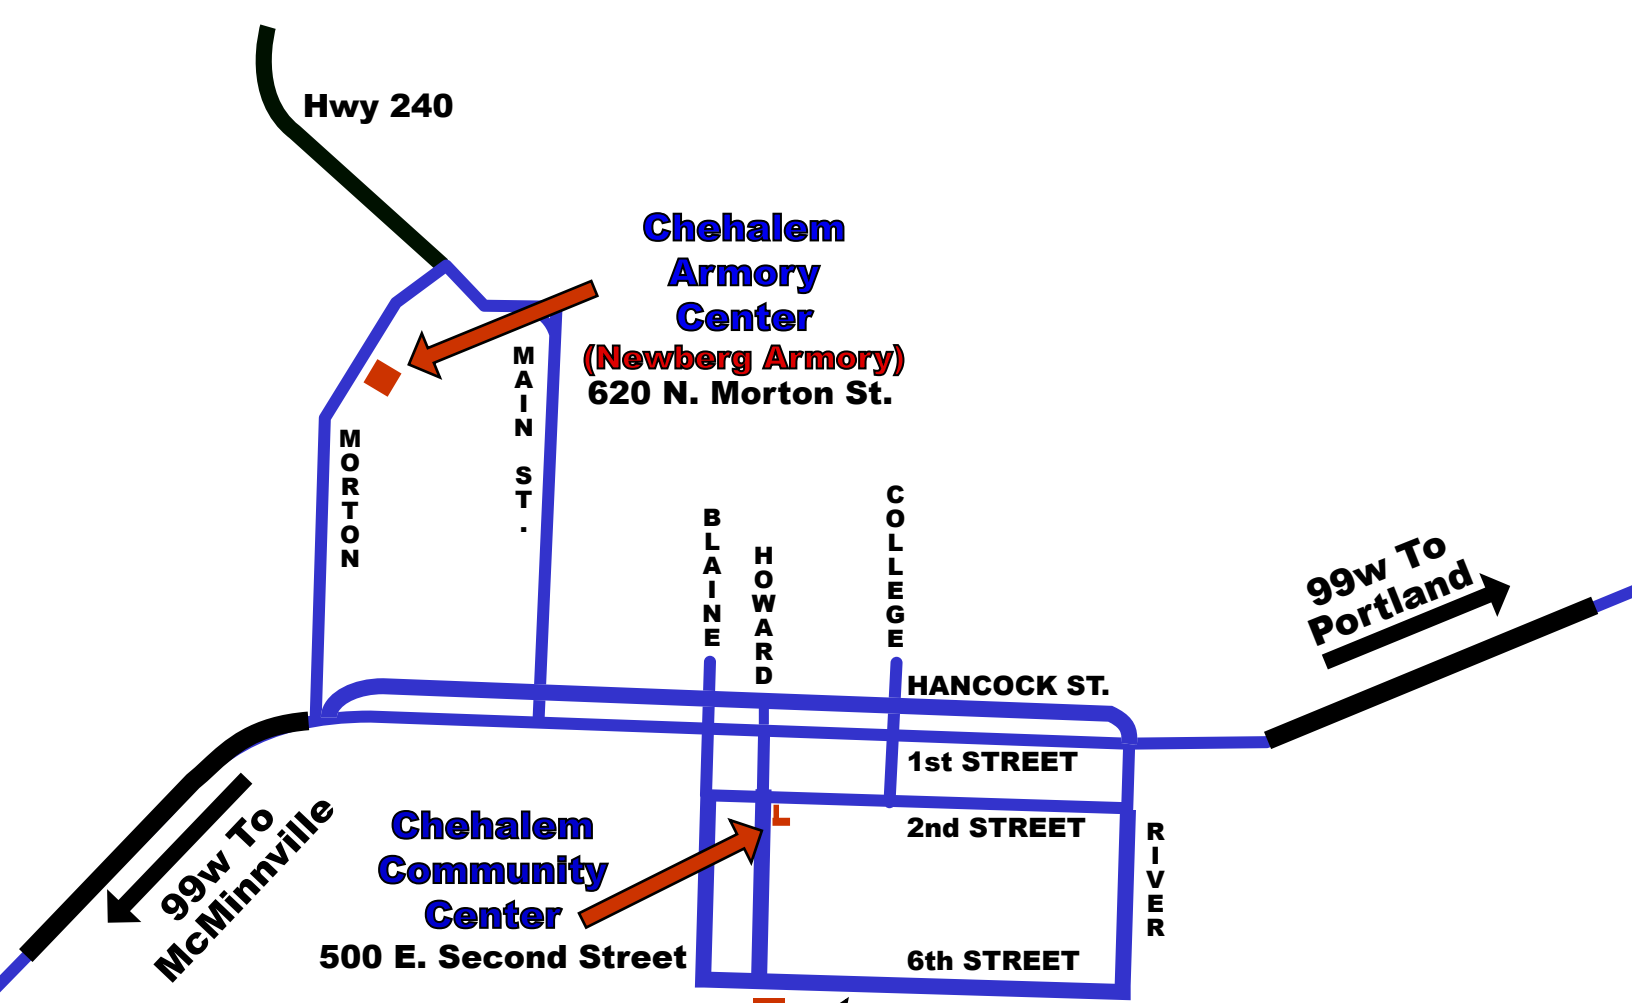 Hwy 240
Chehalem
Armory
Center
(Newberg Armory)
620 N. Morton St.
MAIN ST.
MORTON
BLAINE
HOWARD
COLLEGE
99w To
Portland
HANCOCK ST.
1st STREET
2nd STREET
RIVER
6th STREET
99w To
McMinnville
Chehalem
Community
Center
500 E. Second Street